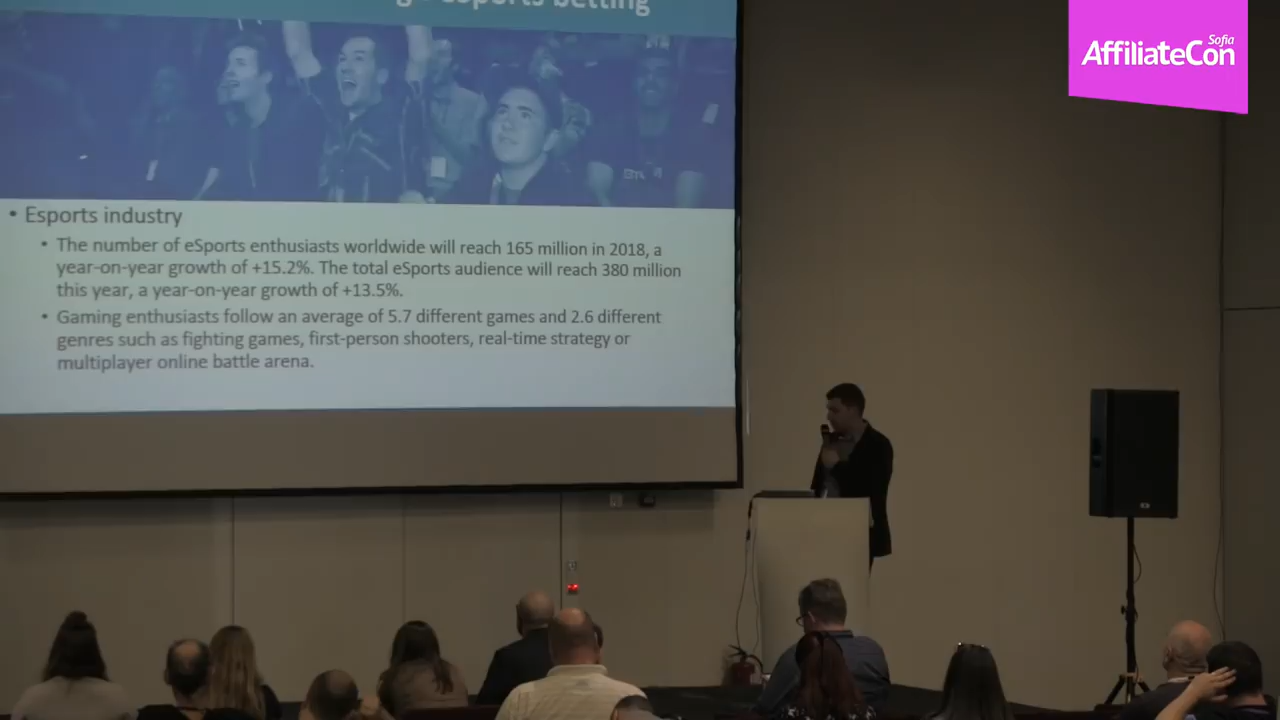 esports betting
Sofia
AffiliateCon
• Esports industry
• The number of eSports enthusiasts worldwide will reach 165 million in 2018, a
year-on-year growth of +15.2%. The total eSports audience will reach 380 million
this year, a year-on-year growth of +13.5%.
• Gaming enthusiasts follow an average of 5.7 different games and 2.6 different
genres such as fighting games, first-person shooters, real-time strategy or
multiplayer online battle arena.